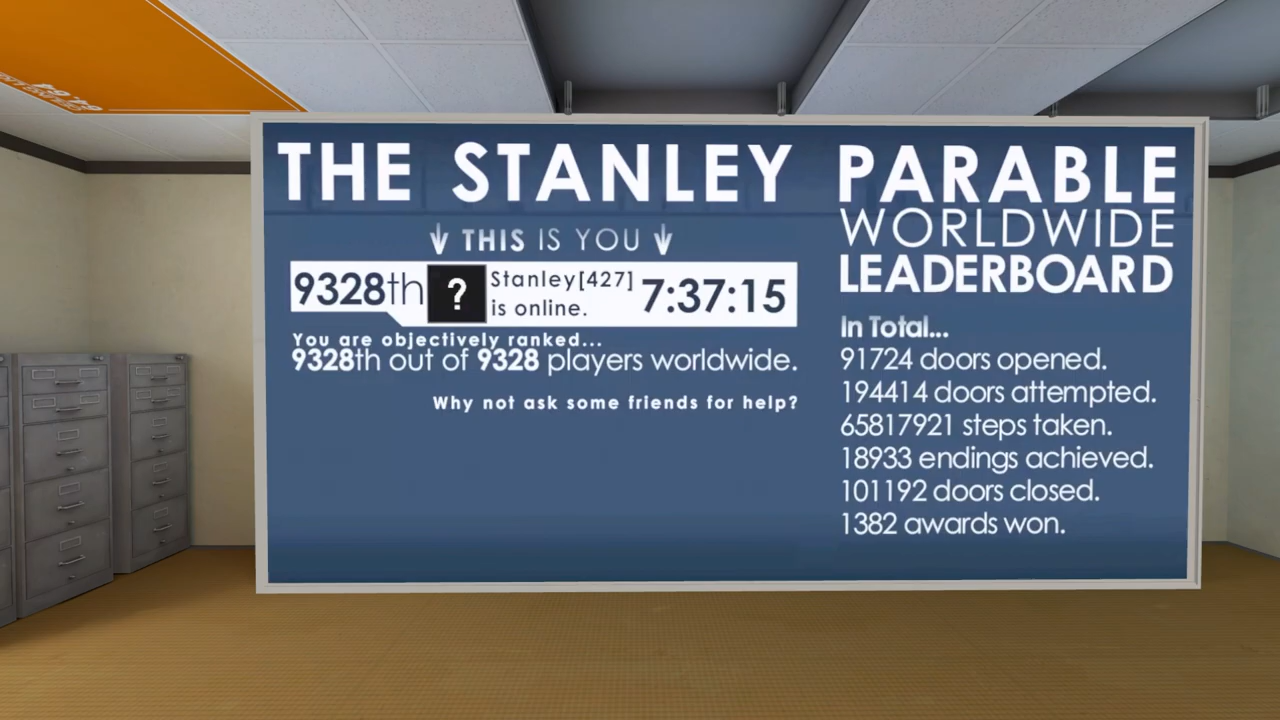 THE STANLEY PARABLE
WORLDWIDE
LEADERBOARD
THIS IS YOU
9328th ? Stanley[427] is online. 7:37:15
You are objectively ranked...
9328th out of 9328 players worldwide.
Why not ask some friends for help?
In Total...
91724 doors opened.
194414 doors attempted.
65817921 steps taken.
18933 endings achieved.
101192 doors closed.
1382 awards won.